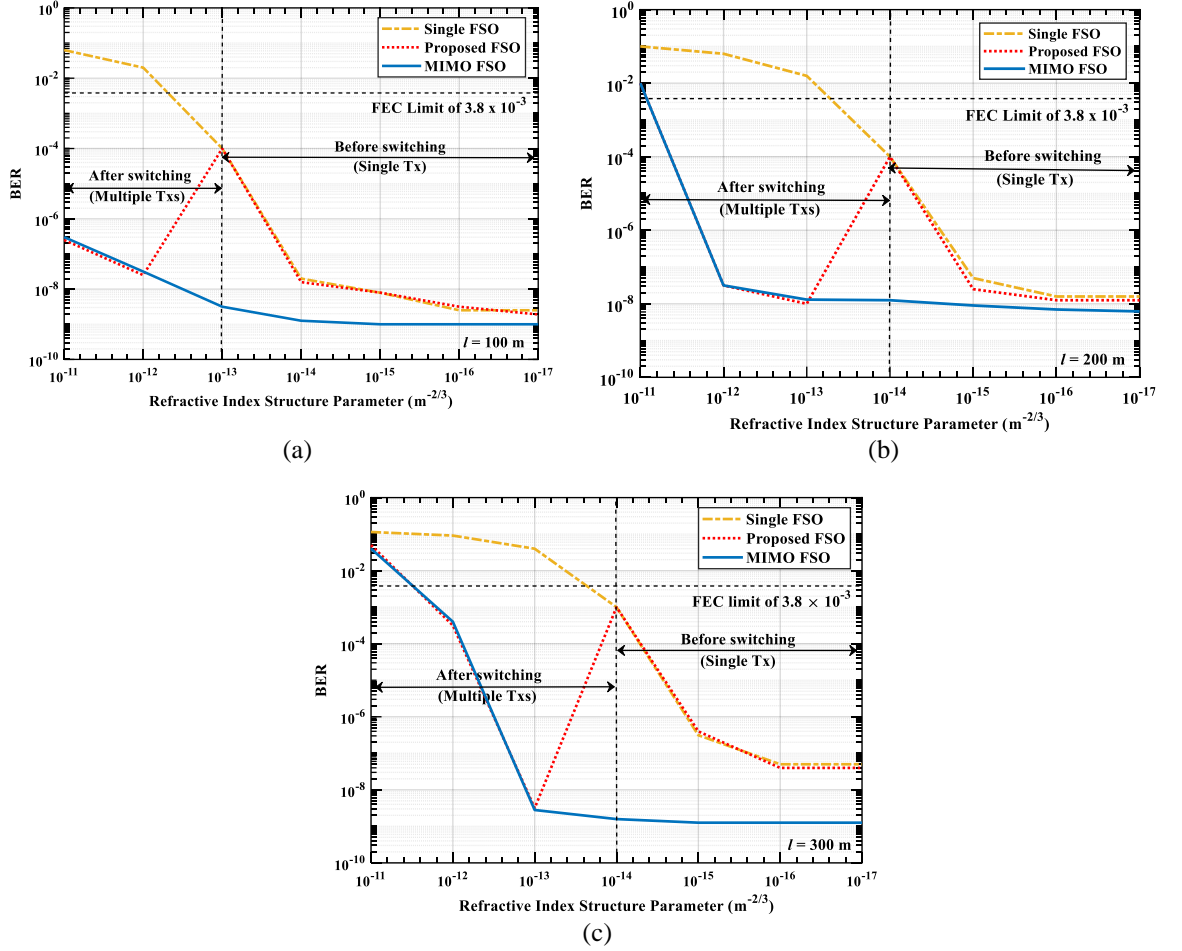 10^0
10^-2
10^-4
10^-6
10^-8
10^-10
BER
Single FSO
Proposed FSO
MIMO FSO
FEC Limit of 3.8 x 10^-3
Before switching
(Single Tx)
After switching
(Multiple Txs)
l = 100 m
10^-11 10^-12 10^-13 10^-14 10^-15 10^-16 10^-17
Refractive Index Structure Parameter (m^-2/3)
(a)
10^0
10^-2
10^-4
10^-6
10^-8
10^-10
BER
Single FSO
Proposed FSO
MIMO FSO
FEC Limit of 3.8 x 10^-3
Before switching
(Single Tx)
After switching
(Multiple Txs)
l = 200 m
10^-11 10^-12 10^-13 10^-14 10^-15 10^-16 10^-17
Refractive Index Structure Parameter (m^-2/3)
(b)
10^0
10^-2
10^-4
10^-6
10^-8
10^-10
BER
Single FSO
Proposed FSO
MIMO FSO
FEC limit of 3.8 × 10^-3
Before switching
(Single Tx)
After switching
(Multiple Txs)
l = 300 m
10^-11 10^-12 10^-13 10^-14 10^-15 10^-16 10^-17
Refractive Index Structure Parameter (m^-2/3)
(c)